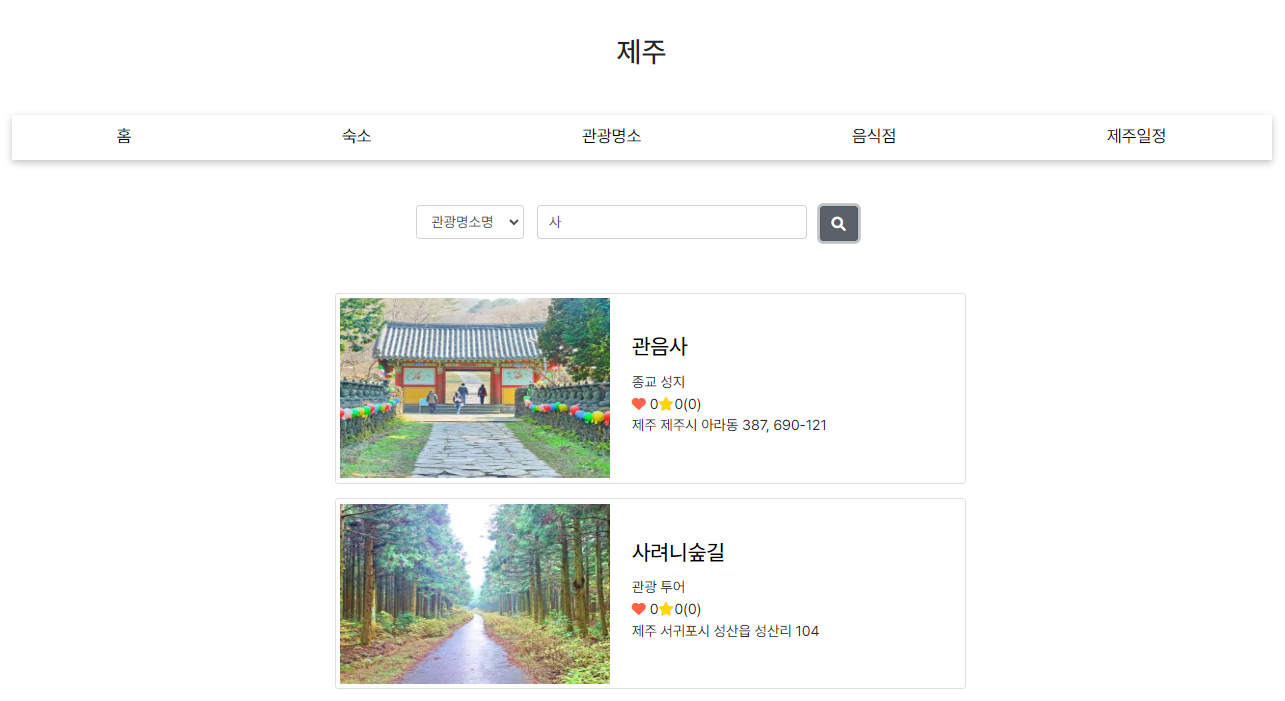 제주
홈 숙소 관광명소 음식점 제주일정
관광명소명 사
관음사
종교 성지
0 0(0)
제주 제주시 아라동 387, 690-121
사려니숲길
관광 투어
0 0(0)
제주 서귀포시 성산읍 성산리 104